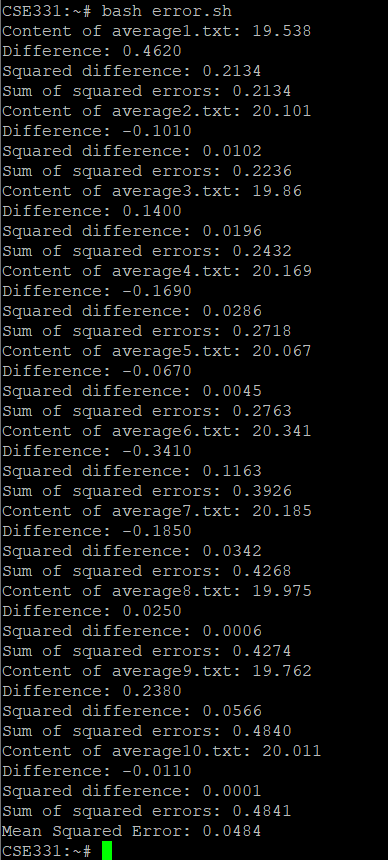 CSE331:~# bash error.sh
Content of average1.txt: 19.538
Difference: 0.4620
Squared difference: 0.2134
Sum of squared errors: 0.2134
Content of average2.txt: 20.101
Difference: -0.1010
Squared difference: 0.0102
Sum of squared errors: 0.2236
Content of average3.txt: 19.86
Difference: 0.1400
Squared difference: 0.0196
Sum of squared errors: 0.2432
Content of average4.txt: 20.169
Difference: -0.1690
Squared difference: 0.0286
Sum of squared errors: 0.2718
Content of average5.txt: 20.067
Difference: -0.0670
Squared difference: 0.0045
Sum of squared errors: 0.2763
Content of average6.txt: 20.341
Difference: -0.3410
Squared difference: 0.1163
Sum of squared errors: 0.3926
Content of average7.txt: 20.185
Difference: -0.1850
Squared difference: 0.0342
Sum of squared errors: 0.4268
Content of average8.txt: 19.975
Difference: 0.0250
Squared difference: 0.0006
Sum of squared errors: 0.4274
Content of average9.txt: 19.762
Difference: 0.2380
Squared difference: 0.0566
Sum of squared errors: 0.4840
Content of average10.txt: 20.011
Difference: -0.0110
Squared difference: 0.0001
Sum of squared errors: 0.4841
Mean Squared Error: 0.0484
CSE331:~#